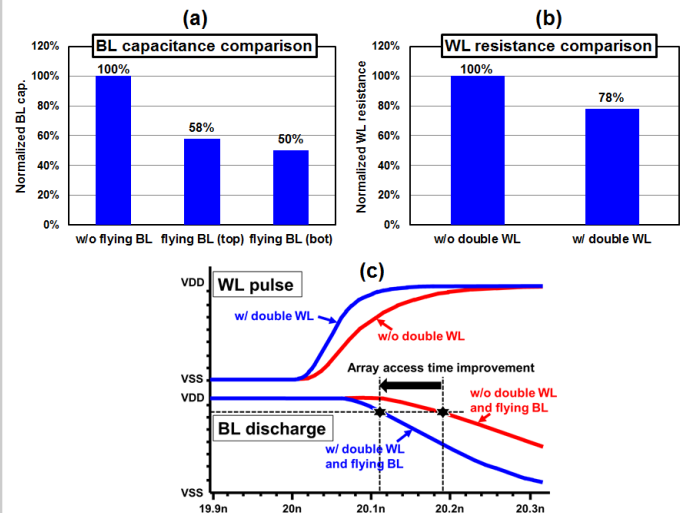 (a)
BL capacitance comparison
Normalized BL cap.
120%
100%
80%
60%
40%
20%
0%
100%
58%
50%
w/o flying BL
flying BL (top)
flying BL (bot)
(b)
WL resistance comparison
Normalized WL resistance
120%
100%
80%
60%
40%
20%
0%
100%
78%
w/o double WL
w/ double WL
(c)
VDD
WL pulse
w/ double WL
w/o double WL
VSS
Array access time improvement
VDD
w/o double WL
and flying BL
BL discharge
w/ double WL
and flying BL
VSS
19.9n
20n
20.1n
20.2n
20.3n